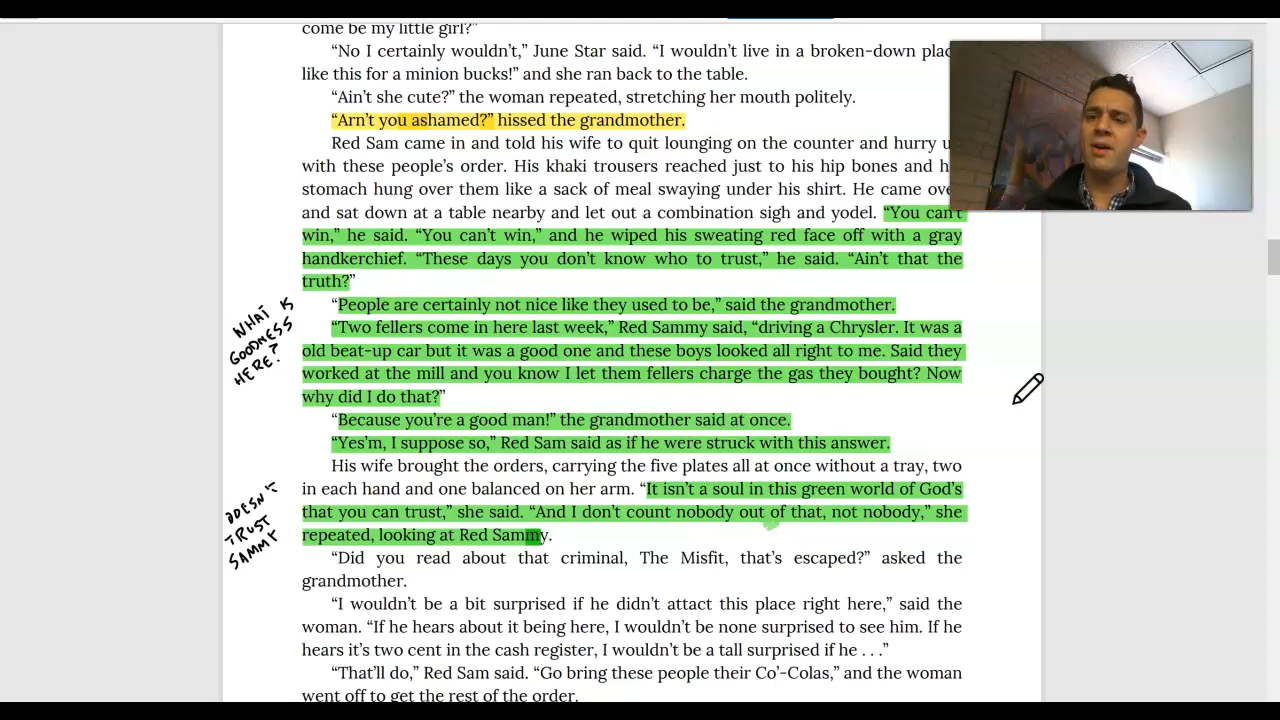 come be my little girl?”
“No I certainly wouldn’t,” June Star said. “I wouldn’t live in a broken-down place
like this for a minion bucks!” and she ran back to the table.
“Ain’t she cute?” the woman repeated, stretching her mouth politely.
“Arn’t you ashamed?” hissed the grandmother.
Red Sam came in and told his wife to quit lounging on the counter and hurry u
with these people’s order. His khaki trousers reached just to his hip bones and h
stomach hung over them like a sack of meal swaying under his shirt. He came ove
and sat down at a table nearby and let out a combination sigh and yodel. “You can’t
win,” he said. “You can’t win,” and he wiped his sweating red face off with a gray
handkerchief. “These days you don’t know who to trust,” he said. “Ain’t that the
truth?”
“People are certainly not nice like they used to be,” said the grandmother.
WHAT IS
GOODNESS
HERE?
“Two fellers come in here last week,” Red Sammy said, “driving a Chrysler. It was a
old beat-up car but it was a good one and these boys looked all right to me. Said they
worked at the mill and you know I let them fellers charge the gas they bought? Now
why did I do that?”
“Because you’re a good man!” the grandmother said at once.
“Yes’m, I suppose so,” Red Sam said as if he were struck with this answer.
His wife brought the orders, carrying the five plates all at once without a tray, two
in each hand and one balanced on her arm. “It isn’t a soul in this green world of God’s
that you can trust,” she said. “And I don’t count nobody out of that, not nobody,” she
repeated, looking at Red Sammy.
DOESN'T
TRUST
SAMMY
“Did you read about that criminal, The Misfit, that’s escaped?” asked the
grandmother.
“I wouldn’t be a bit surprised if he didn’t attact this place right here,” said the
woman. “If he hears about it being here, I wouldn’t be none surprised to see him. If he
hears it’s two cent in the cash register, I wouldn’t be a tall surprised if he . . .”
“That’ll do,” Red Sam said. “Go bring these people their Co’-Colas,” and the woman
went off to get the rest of the order.